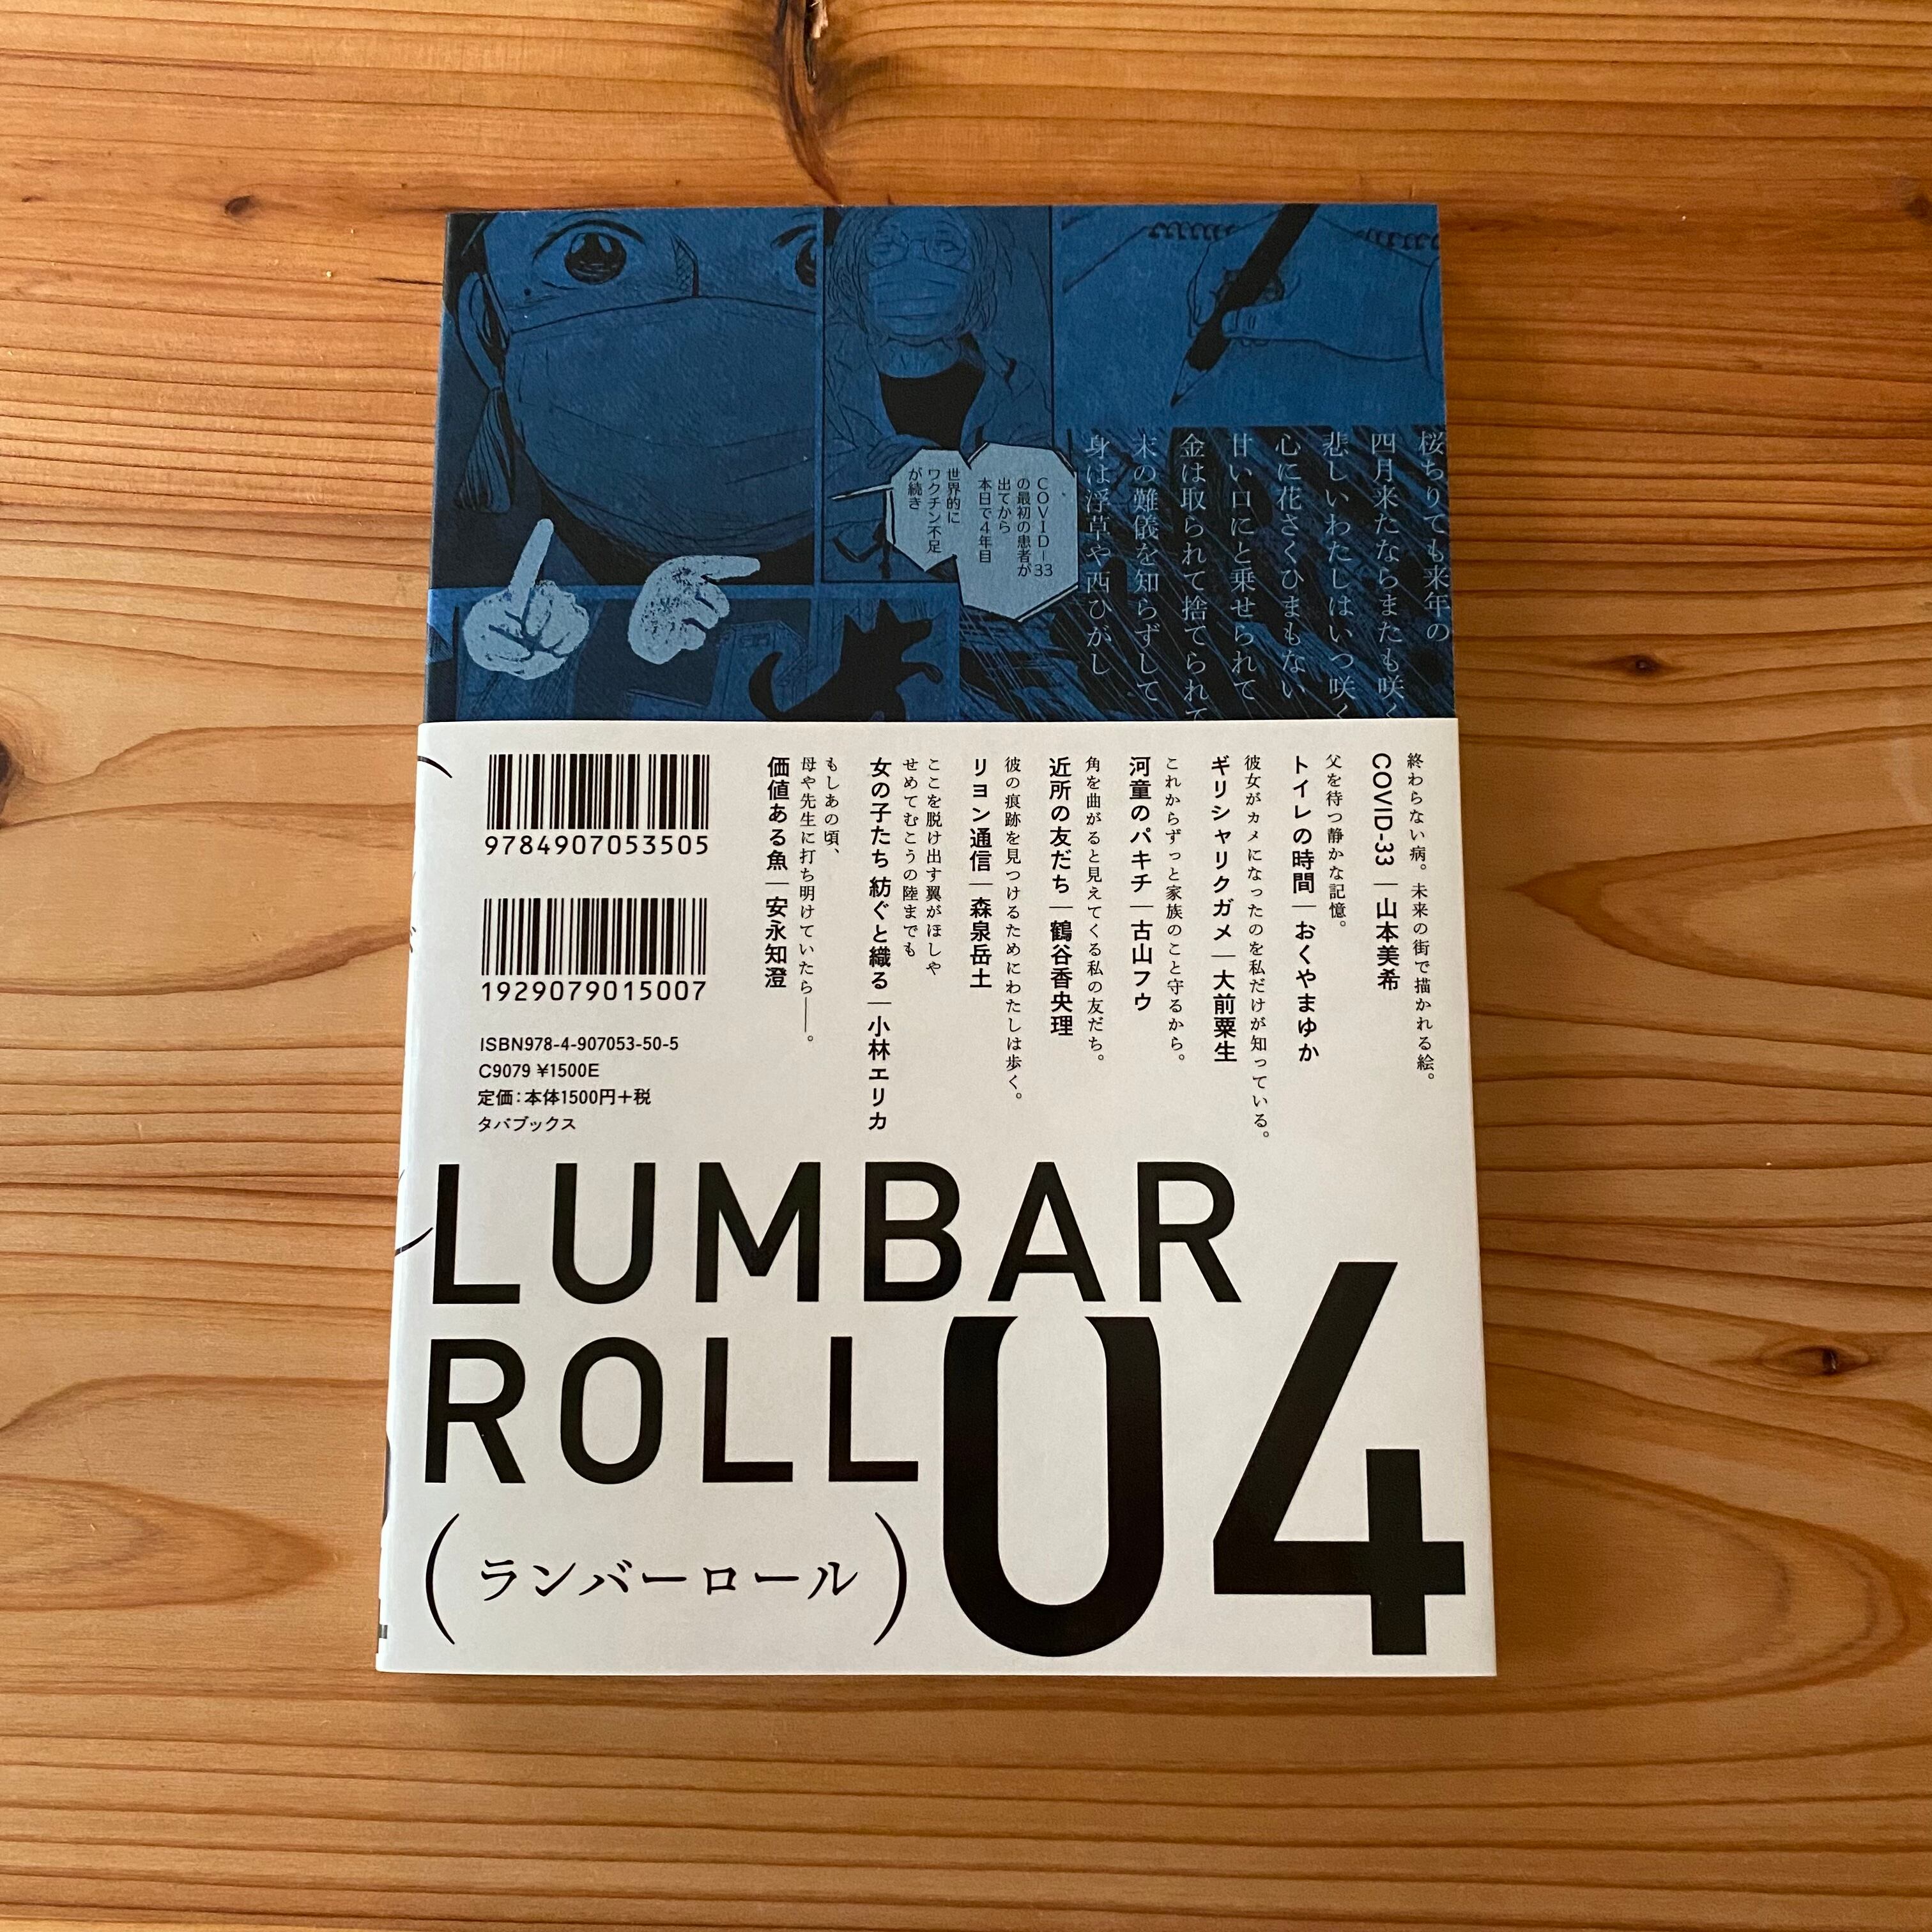 COVID-33
の最初の患者が
出てから
本日で4年目
世界的に
ワクチン不足
が続き
桜ちりても来年の
四月来たならまたも咲く
悲しいわたしはいつ咲く
心に花さくひまもない
甘い口にと乗せられて
金は取られて捨てられて
末の難儀を知らずして
身は浮草や西ひがし
終わらない病。未来の街で描かれる絵。
COVID-33―山本美希
父を待つ静かな記憶。
トイレの時間―おくやまゆか
彼女がカメになったのを私だけが知っている。
ギリシャリクガメ―大前粟生
これからずっと家族のこと守るから。
河童のパキチ―古山フウ
角を曲がると見えてくる私の友だち。
近所の友だち―鶴谷香央理
彼の痕跡を見つけるためにわたしは歩く。
リヨン通信―森泉岳土
ここを脱け出す翼がほしや
せめてむこうの陸までも
女の子たち 紡ぐと織る―小林エリカ
もしあの頃、
母や先生に打ち明けていたら――。
価値ある魚―安永知澄
9784907053505
1929079015007
ISBN978-4-907053-50-5
C9079 ¥1500E
定価：本体1500円＋税
タバブックス
LUMBAR
ROLL 04
(ランバーロール)